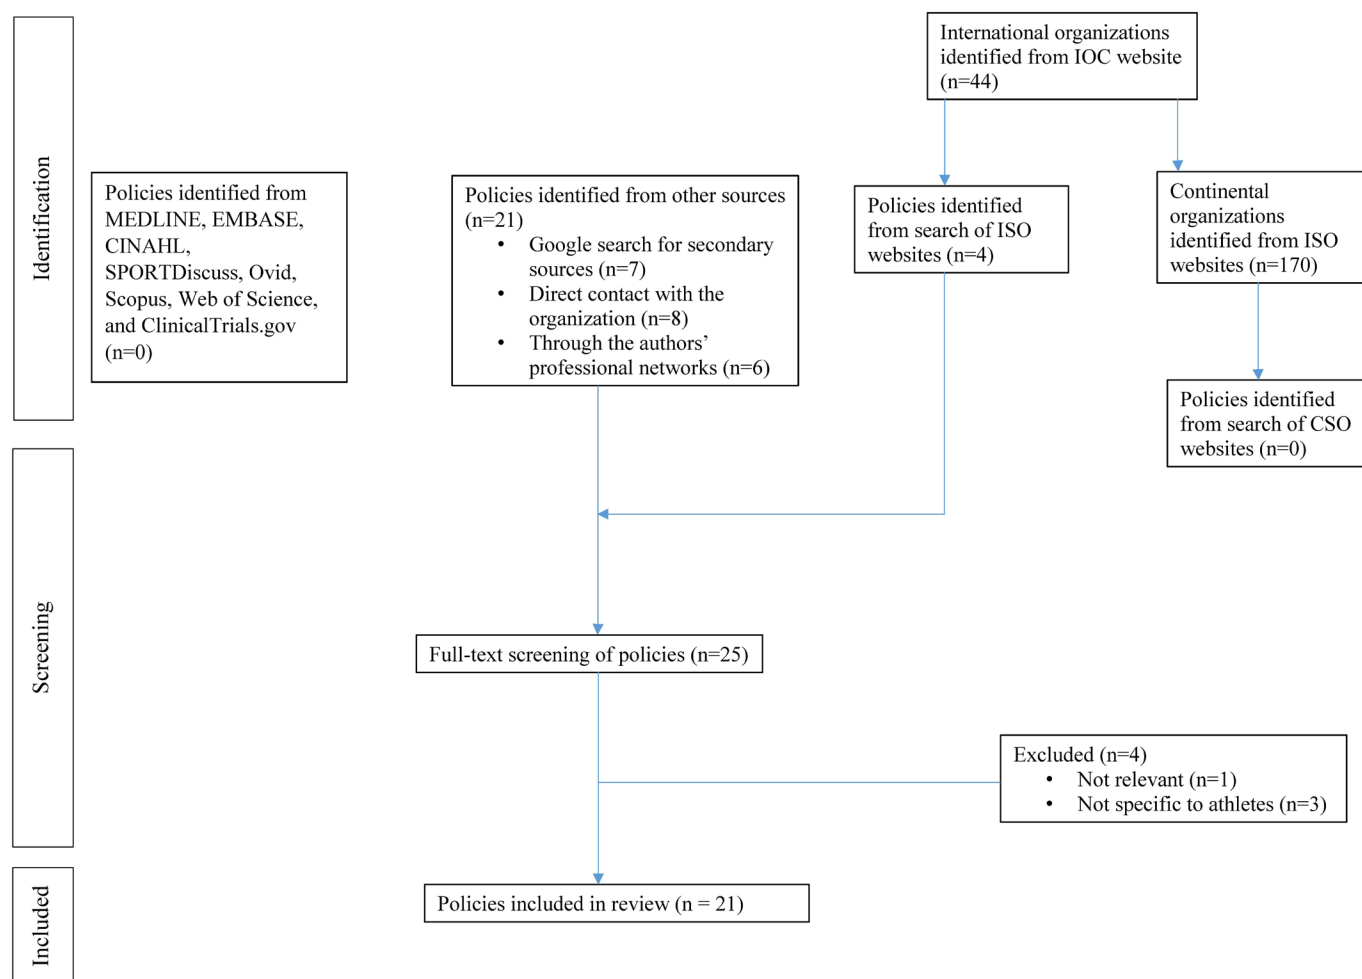 Identification
International organizations
identified from IOC website
(n=44)
Policies identified from
MEDLINE, EMBASE,
CINAHL,
SPORTDiscuss, Ovid,
Scopus, Web of Science,
and ClinicalTrials.gov
(n=0)
Policies identified from other sources
(n=21)
• Google search for secondary
sources (n=7)
• Direct contact with the
organization (n=8)
• Through the authors’
professional networks (n=6)
Policies identified
from search of ISO
websites (n=4)
Continental
organizations
identified from ISO
websites (n=170)
Policies identified
from search of CSO
websites (n=0)
Screening
Full-text screening of policies (n=25)
Excluded (n=4)
• Not relevant (n=1)
• Not specific to athletes (n=3)
Included
Policies included in review (n = 21)